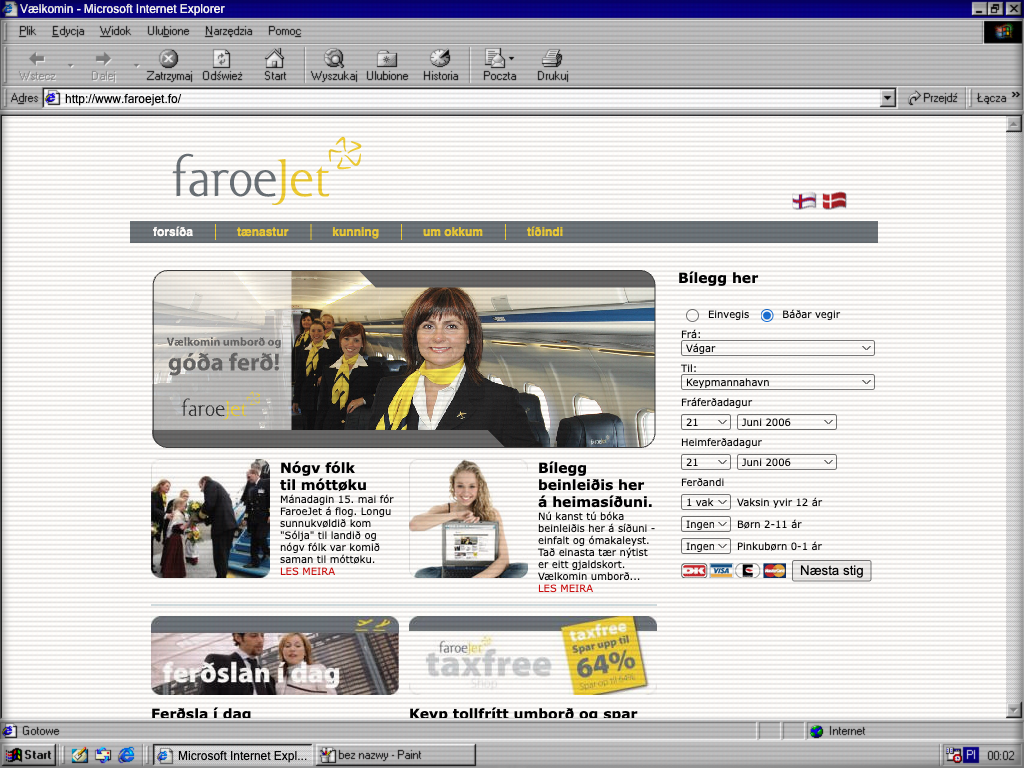 Vælkomin - Microsoft Internet Explorer
Plik Edycja Widok Ulubione Narzędzia Pomoc
Wstecz Dalej Zatrzymaj Odśwież Start Wyszukaj Ulubione Historia Poczta Drukuj
Adres http://www.faroejet.fo/ Przejdź Łącza »
faroeJet
forsíða tænastur kunning um okkum tíðindi
Vælkomin umborð og
góða ferð!
faroeJet
Bílegg her
Einvegis Báðar vegir
Frá:
Vágar
Til:
Keypmannahavn
Fráferðadagur
21 Juni 2006
Heimferðadagur
21 Juni 2006
Ferðandi
1 vak Vaksin yvir 12 ár
Ingen Børn 2-11 ár
Ingen Pinkubørn 0-1 ár
DK VISA MasterCard Næsta stig
Nógv fólk
til móttøku
Mánadagin 15. mai fór
FaroeJet á flog. Longu
sunnukvøldið kom
"Sólja" til landið og
nógv fólk var komið
saman til móttøku.
LES MEIRA
Bílegg
beinleiðis her
á heimasíðuni.
Nú kanst tú bóka
beinleiðis her á síðuni -
einfalt og ómakaleyst.
Tað einasta tær nýtist
er eitt gjaldskort.
Vælkomin umborð...
LES MEIRA
ferðslan í dag
faroeJet
taxfree
Shop
taxfree
Spar upp til
64%
Spar op til 64%
Ferðsla í dag
Keyp tollfrítt umborð og spar
Gotowe Internet
Start Microsoft Internet Expl... bez nazwy - Paint Pl 00:02